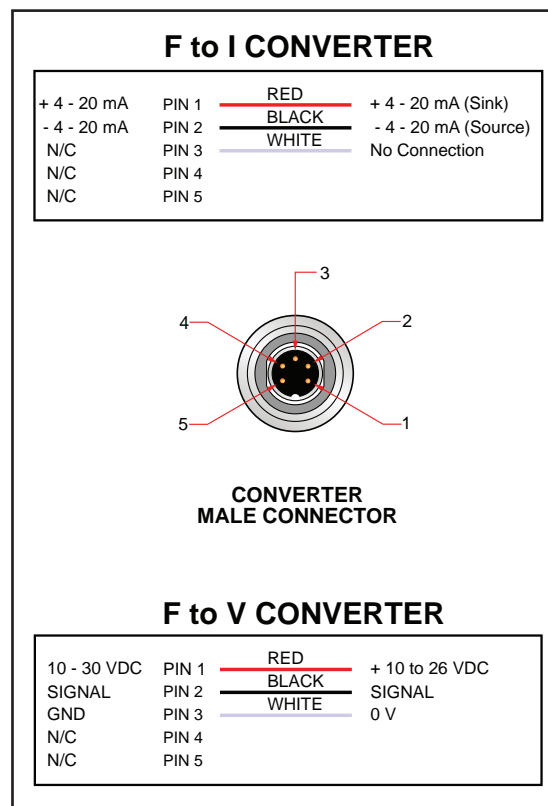 F to I CONVERTER
+ 4 - 20 mA PIN 1 RED + 4 - 20 mA (Sink)
- 4 - 20 mA PIN 2 BLACK - 4 - 20 mA (Source)
N/C PIN 3 WHITE No Connection
N/C PIN 4
N/C PIN 5
3
4 2
5 1
CONVERTER
MALE CONNECTOR
F to V CONVERTER
10 - 30 VDC PIN 1 RED + 10 to 26 VDC
SIGNAL PIN 2 BLACK SIGNAL
GND PIN 3 WHITE 0 V
N/C PIN 4
N/C PIN 5